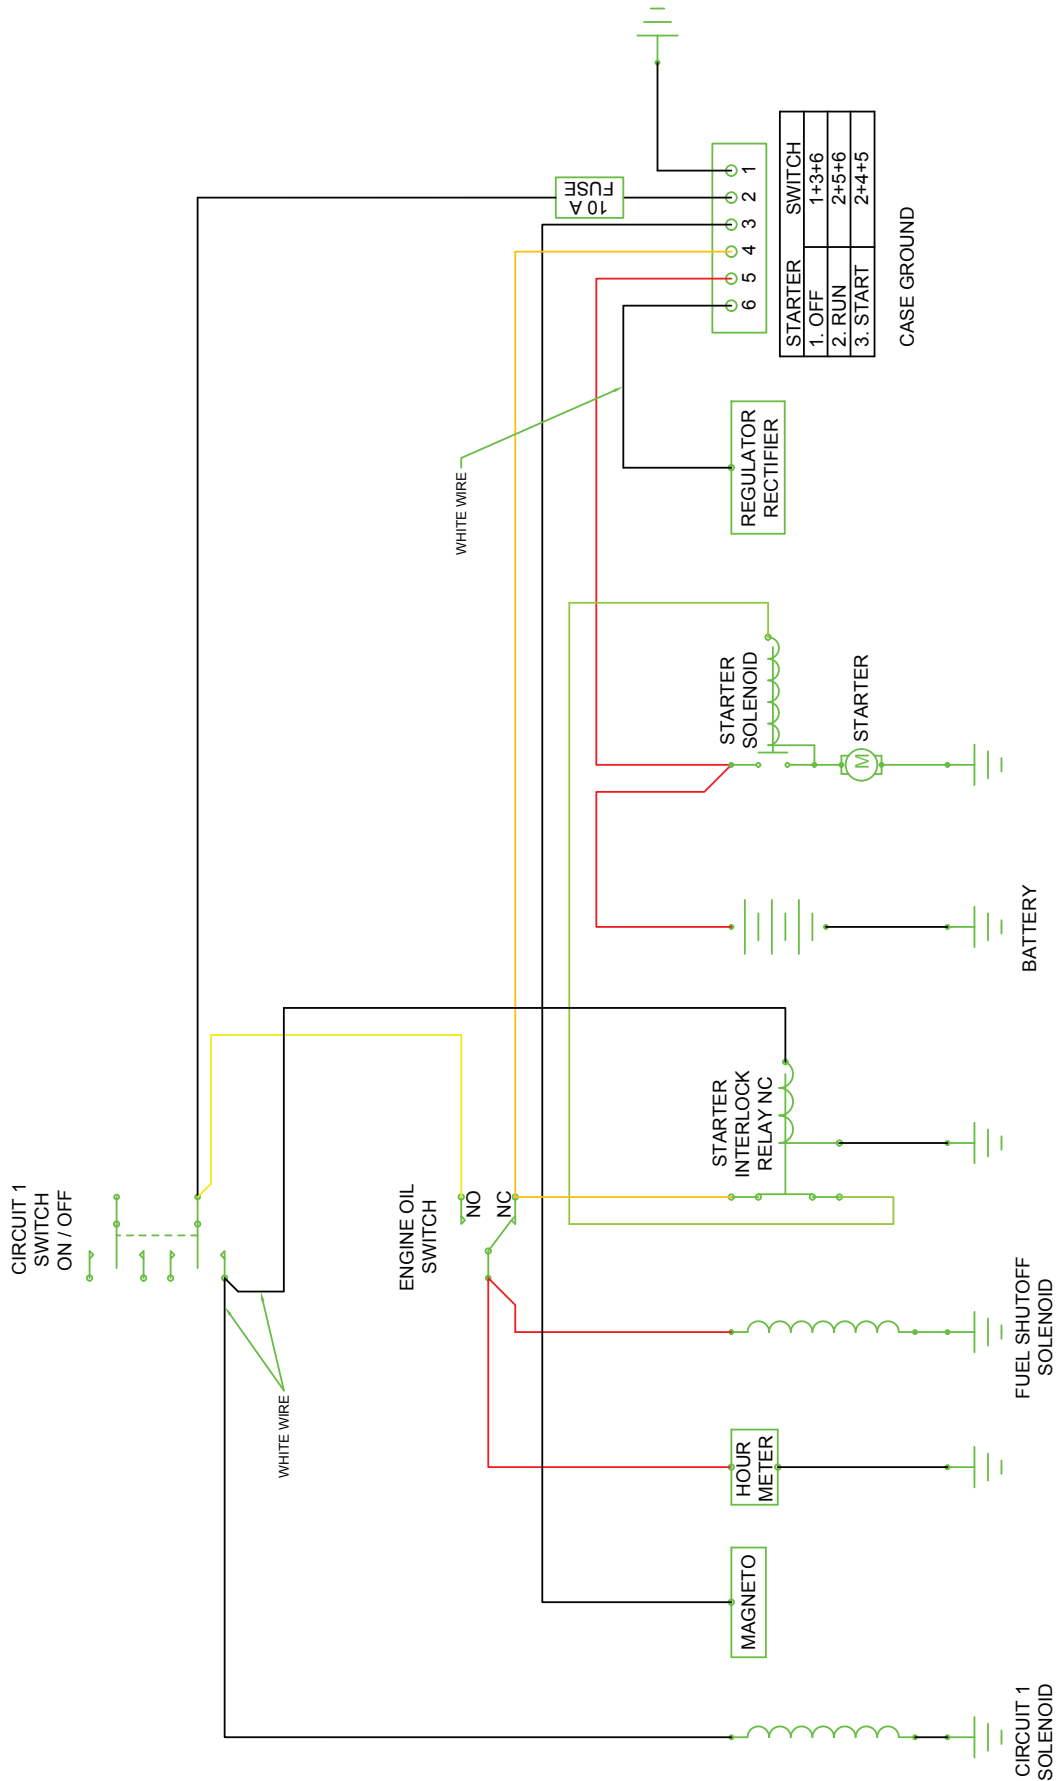 CIRCUIT 1
SWITCH
ON / OFF
WHITE WIRE
ENGINE OIL
SWITCH
NO
NC
WHITE WIRE
10 A
FUSE
CIRCUIT 1
SOLENOID
MAGNETO
HOUR
METER
FUEL SHUTOFF
SOLENOID
STARTER
INTERLOCK
RELAY NC
BATTERY
STARTER
SOLENOID
M
STARTER
REGULATOR
RECTIFIER
6 5 4 3 2 1
STARTER SWITCH
1. OFF 1+3+6
2. RUN 2+5+6
3. START 2+4+5
CASE GROUND